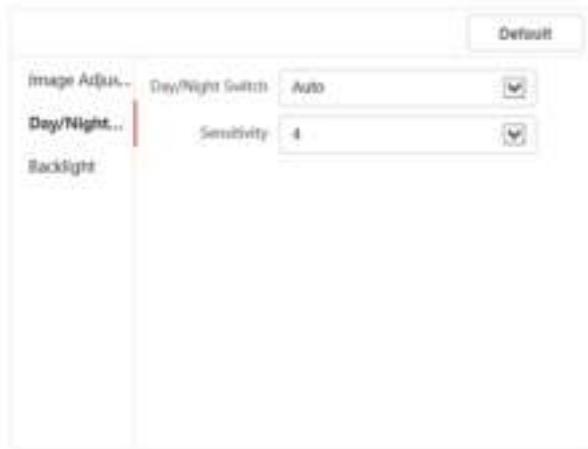 Default
Image Adjus...
Day/Night Switch Auto
Day/Night...
Sensitivity 4
Backlight